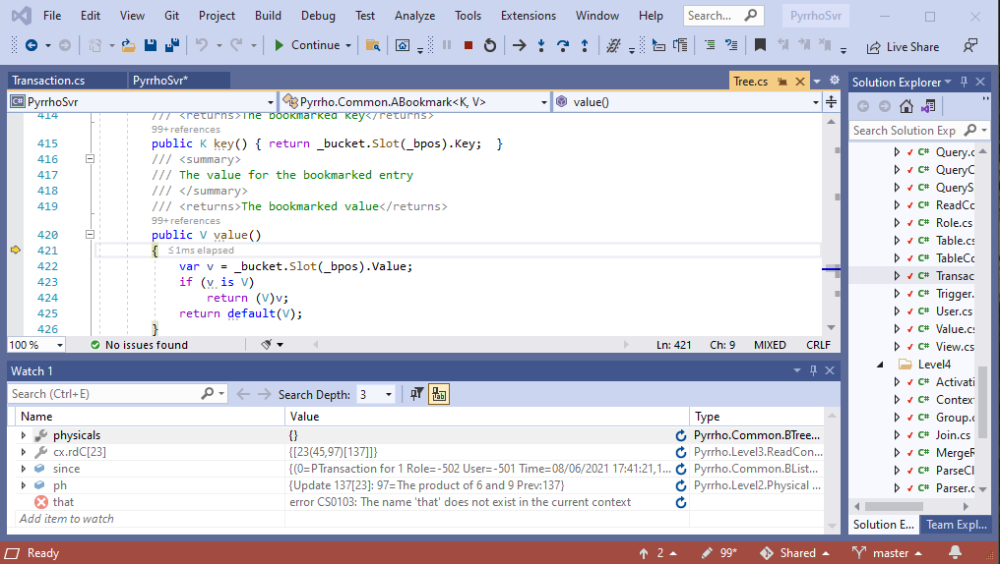 File Edit View Git Project Build Debug Test Analyze Tools Extensions Window Help Search... PyrrhoSvr
Continue Live Share
Transaction.cs PyrrhoSvr* Tree.cs
PyrrhoSvr Pyrrho.Common.ABookmark<K, V> value()
414 /// <returns>The bookmarked key</returns>
99+references
415 public K key() { return _bucket.Slot(_bpos).Key; }
416 /// <summary>
417 /// The value for the bookmarked entry
418 /// </summary>
419 /// <returns>The bookmarked value</returns>
99+references
420 public V value()
421 { ≤1ms elapsed
422 var v = _bucket.Slot(_bpos).Value;
423 if (v is V)
424 return (V)v;
425 return default(V);
426 }
100 % No issues found Ln: 421 Ch: 9 MIXED CRLF
Watch 1
Search (Ctrl+E) Search Depth: 3
Name Value Type
physicals {} Pyrrho.Common.BTree...
cx.rdC[23] {[23(45,97)[137]]} Pyrrho.Level3.ReadCon...
since {(0=PTransaction for 1 Role=-502 User=-501 Time=08/06/2021 17:41:21,1... Pyrrho.Common.BList...
ph {Update 137[23]: 97=The product of 6 and 9 Prev:137} Pyrrho.Level2.Physical ...
that error CS0103: The name 'that' does not exist in the current context
Add item to watch
Solution Explorer
Search Solution Exp
C# Query.c
C# QueryC
C# QueryS
C# ReadCo
C# Role.cs
C# Table.cs
C# TableCo
C# Transac
C# Trigger.
C# User.cs
C# Value.cs
C# View.cs
Level4
C# Activati
C# Context
C# Group.c
C# Join.cs
C# MergeR
C# ParseCl
C# Parser.c
Solution E... Team Expl...
Ready 2 99* Shared master